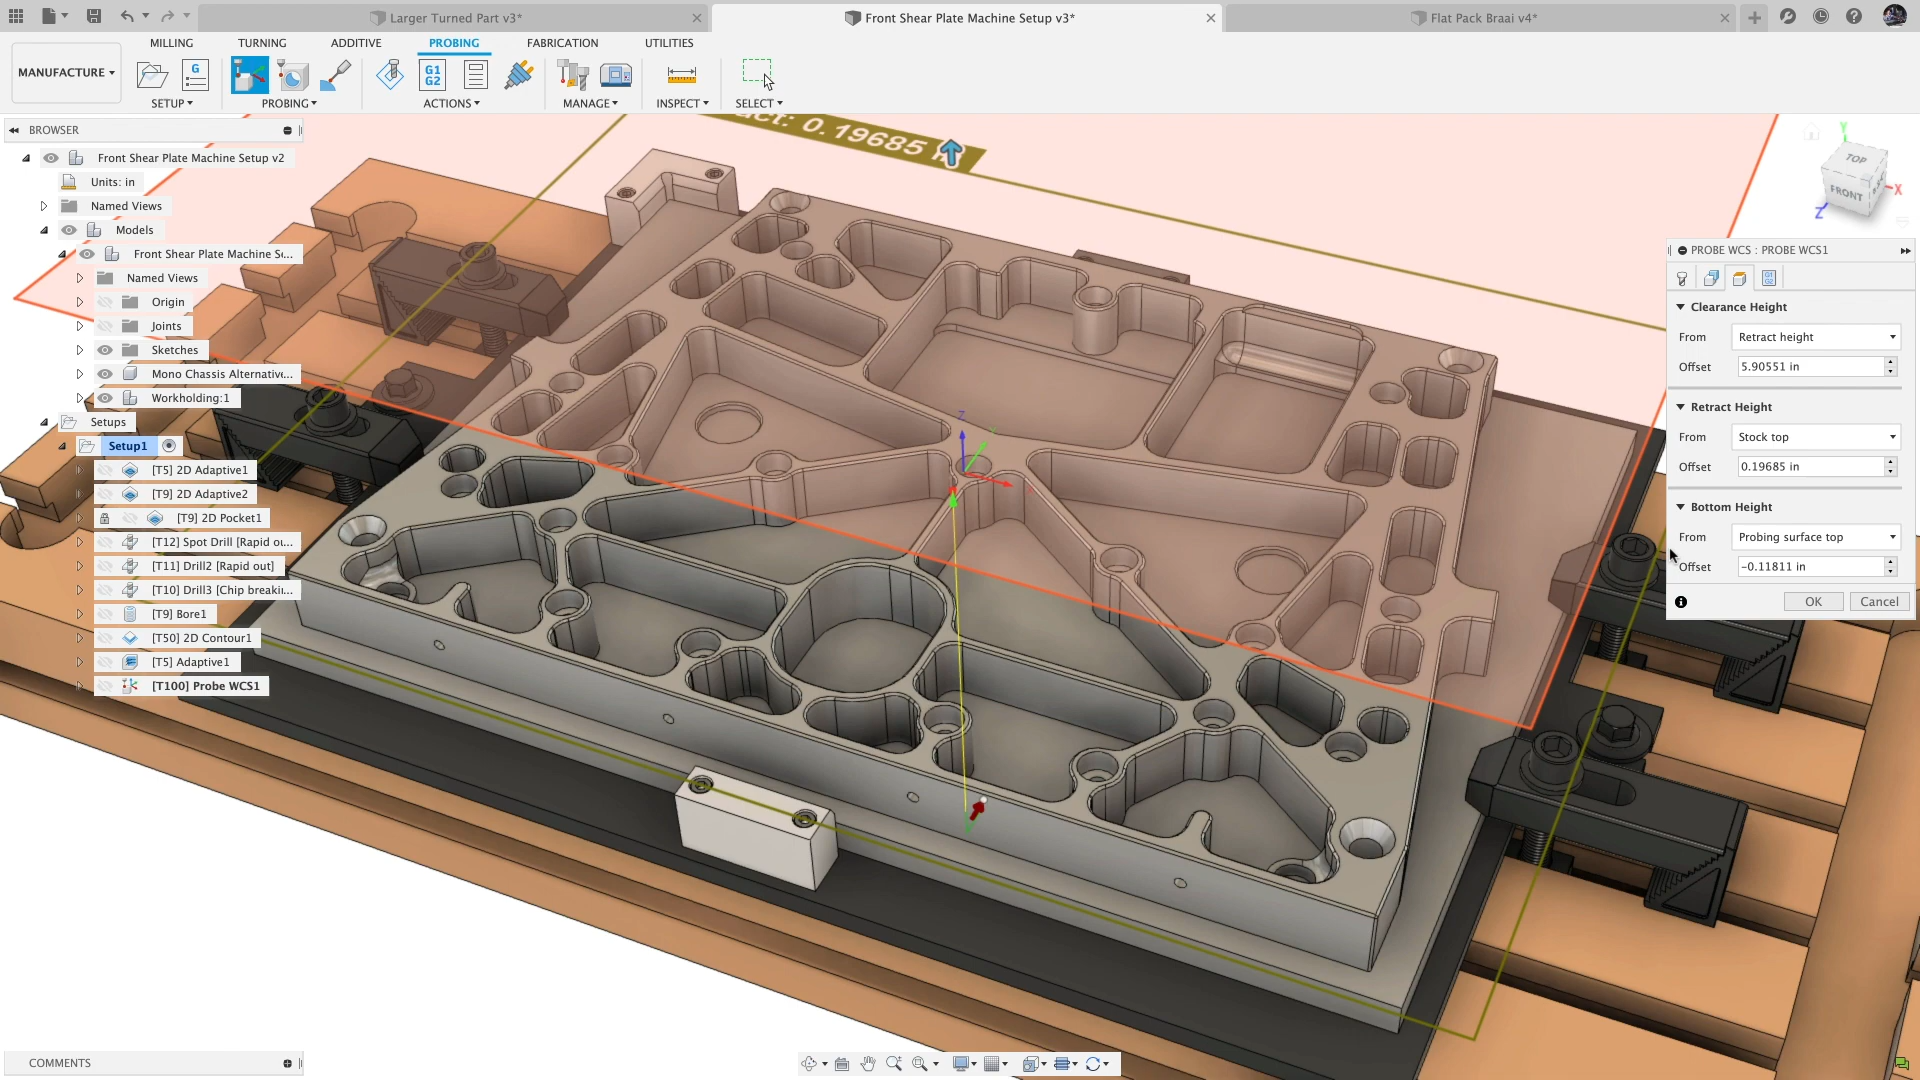 Larger Turned Part v3*
Front Shear Plate Machine Setup v3*
Flat Pack Braai v4*
MANUFACTURE
MILLING
TURNING
ADDITIVE
PROBING
FABRICATION
UTILITIES
G
G1
G2
SETUP
PROBING
ACTIONS
MANAGE
INSPECT
SELECT
BROWSER
Front Shear Plate Machine Setup v2
Units: in
Named Views
Models
Front Shear Plate Machine S...
Named Views
Origin
Joints
Sketches
Mono Chassis Alternativ...
Workholding:1
Setups
Setup1
[T5] 2D Adaptive1
[T9] 2D Adaptive2
[T9] 2D Pocket1
[T12] Spot Drill [Rapid ou...
[T11] Drill2 [Rapid out]
[T10] Drill3 [Chip breaki...
[T9] Bore1
[T50] 2D Contour1
[T5] Adaptive1
[T100] Probe WCS1
0.19685
Z
TOP
FRONT
Y
X
Z
PROBE WCS : PROBE WCS1
Clearance Height
From Retract height
Offset 5.90551 in
Retract Height
From Stock top
Offset 0.19685 in
Bottom Height
From Probing surface top
Offset -0.11811 in
OK Cancel
COMMENTS